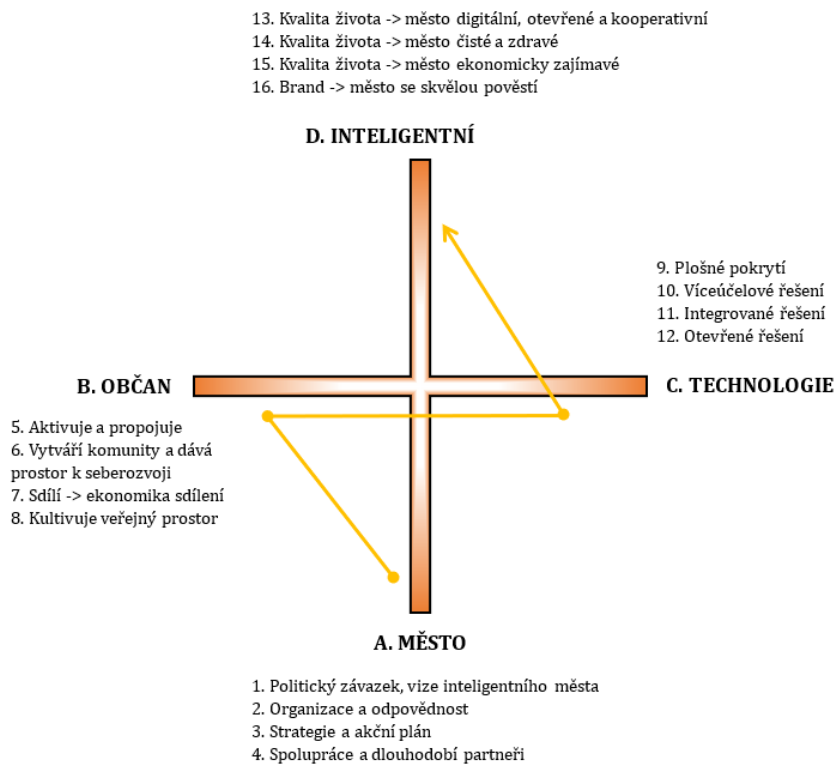 13. Kvalita života -> město digitální, otevřené a kooperativní
14. Kvalita života -> město čisté a zdravé
15. Kvalita života -> město ekonomicky zajímavé
16. Brand -> město se skvělou pověstí
D. INTELIGENTNÍ
9. Plošné pokrytí
10. Víceúčelové řešení
11. Integrované řešení
12. Otevřené řešení
B. OBČAN
C. TECHNOLOGIE
5. Aktivuje a propojuje
6. Vytváří komunity a dává
prostor k seberozvoji
7. Sdílí -> ekonomika sdílení
8. Kultivuje veřejný prostor
A. MĚSTO
1. Politický závazek, vize inteligentního města
2. Organizace a odpovědnost
3. Strategie a akční plán
4. Spolupráce a dlouhodobí partneři